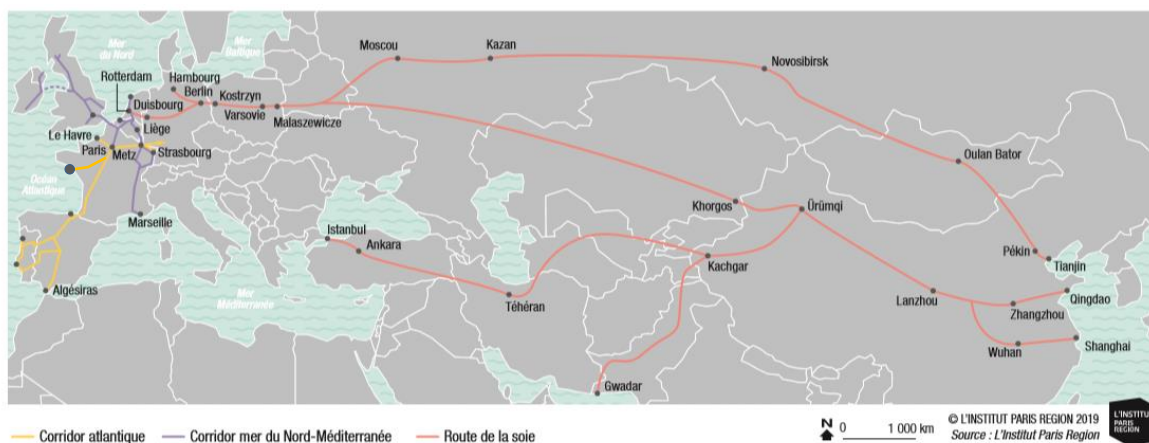 Mer
du Nord
Mer
Baltique
Moscou
Kazan
Novosibirsk
Rotterdam
Hambourg
Berlin
Kostrzyn
Duisbourg
Varsovie
Malaszewicze
Le Havre
Liège
Paris
Metz
Strasbourg
Océan
Atlantique
Oulan Bator
Marseille
Khorgos
Ürümqi
Istanbul
Ankara
Pékin
Tianjin
Kachgar
Algésiras
Mer
Méditerranée
Téhéran
Lanzhou
Qingdao
Zhangzhou
Wuhan
Shanghai
Gwadar
Corridor atlantique
Corridor mer du Nord-Méditerranée
Route de la soie
N
0 1 000 km
© L'INSTITUT PARIS REGION 2019
Source : L'Institut Paris Region
L'INSTITUT
PARIS
REGION